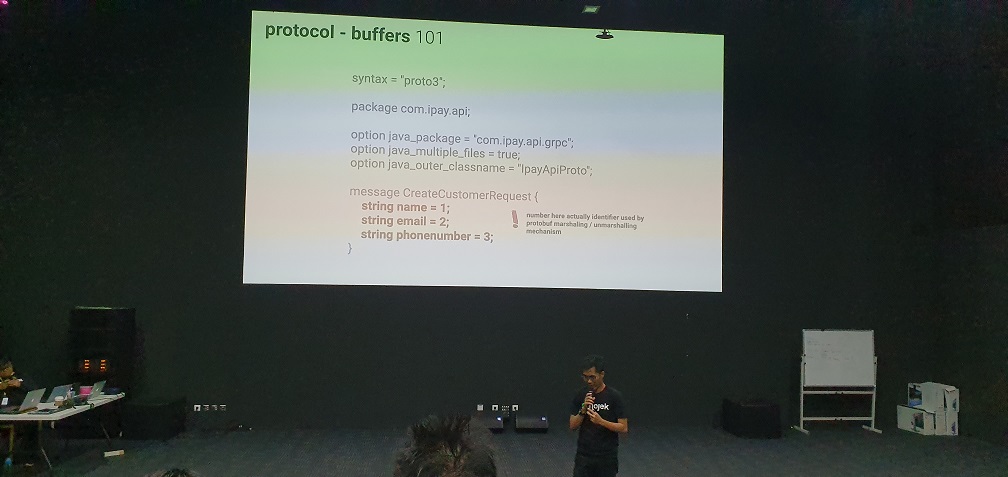 protocol - buffers 101
syntax = "proto3";
package com.ipay.api;
option java_package = "com.ipay.api.grpc";
option java_multiple_files = true;
option java_outer_classname = "IpayApiProto";
message CreateCustomerRequest {
string name = 1;
string email = 2;
string phonenumber = 3;
}
!
number here actually identifier used by
protobuf marshaling / unmarshalling
mechanism
ojek